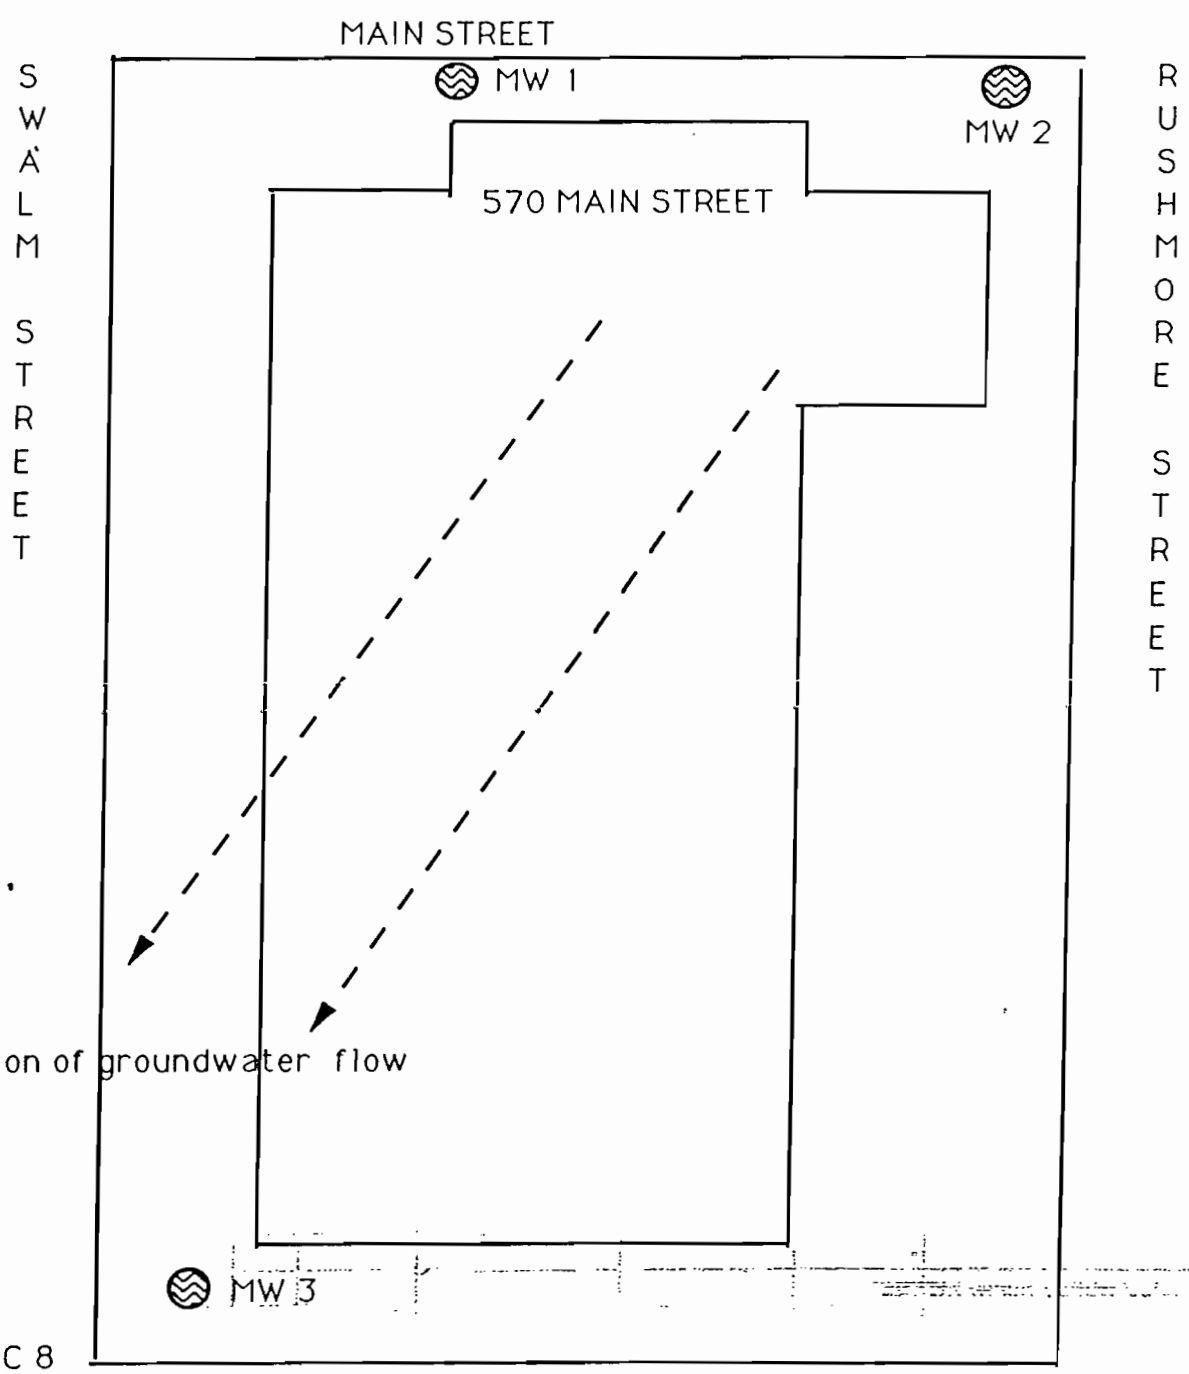 MAIN STREET
SWALM STREET
RUSHMORE STREET
MW 1
MW 2
570 MAIN STREET
on of groundwater flow
MW 3
C 8